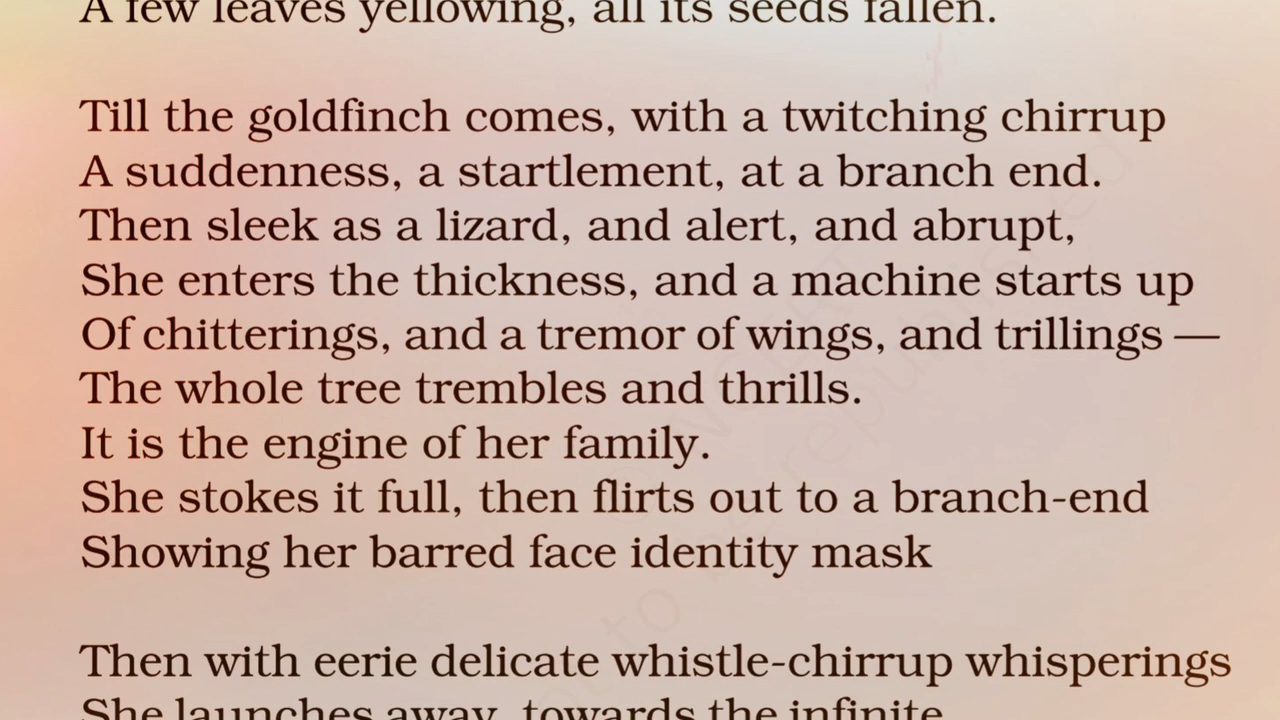 A few leaves yellowing, all its seeds fallen.
Till the goldfinch comes, with a twitching chirrup
A suddenness, a startlement, at a branch end.
Then sleek as a lizard, and alert, and abrupt,
She enters the thickness, and a machine starts up
Of chitterings, and a tremor of wings, and trillings —
The whole tree trembles and thrills.
It is the engine of her family.
She stokes it full, then flirts out to a branch-end
Showing her barred face identity mask
Then with eerie delicate whistle-chirrup whisperings
She launches away, towards the infinite